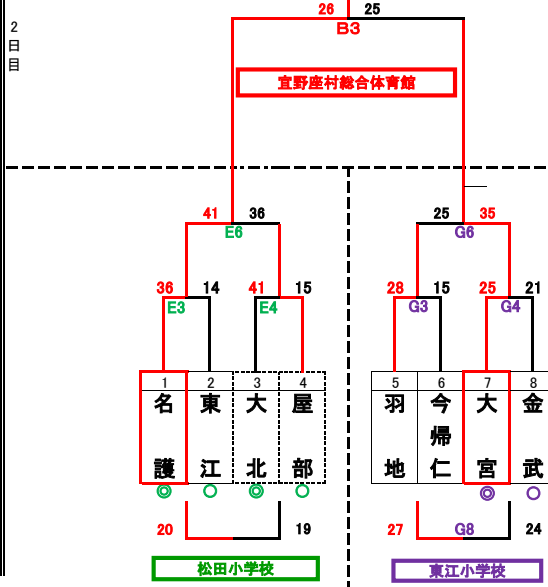 26 25
B3
2日目
宜野座村総合体育館
41 36 25 35
E6 G6
36 14 41 15 28 15 25 21
E3 E4 G3 G4
1 2 3 4 5 6 7 8
名護 東江 大北 屋部 羽地 今帰仁 大宮 金武
◎ ○ ◎ ○ ◎ ○
20 19 27 G8 24
松田小学校 東江小学校